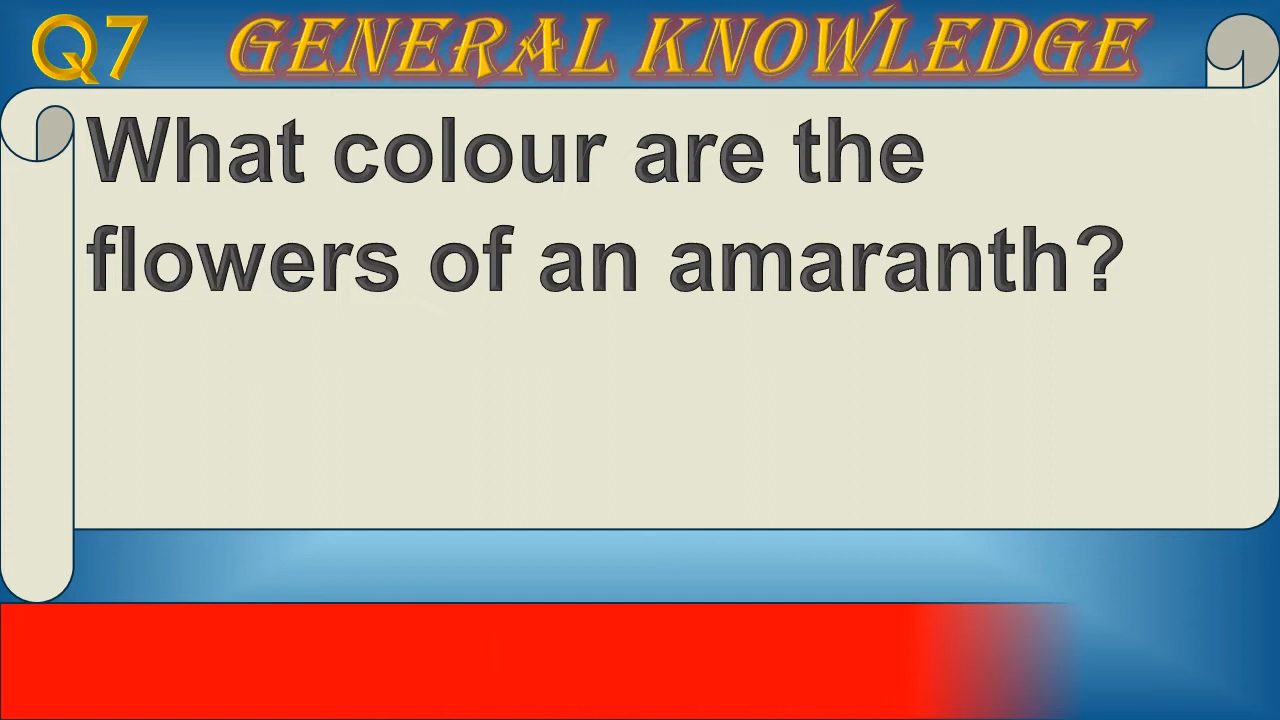 Q7 GENERAL KNOWLEDGE
What colour are the
flowers of an amaranth?